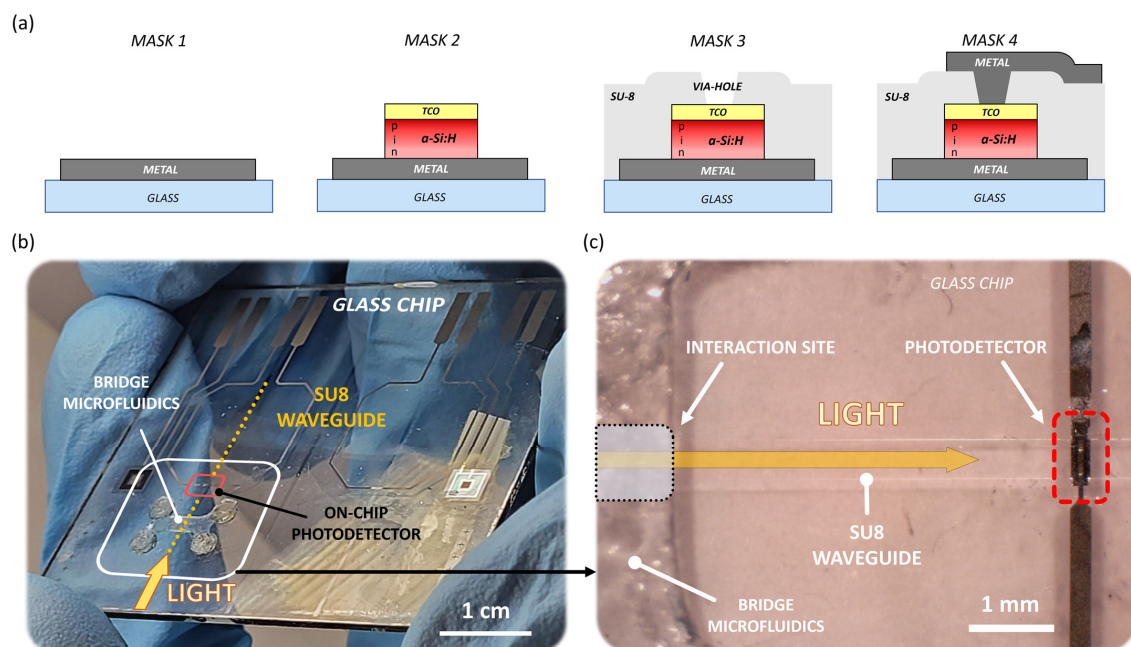 (a)
MASK 1
MASK 2
MASK 3
MASK 4
METAL
GLASS
TCO
p
i
n
a-Si:H
METAL
GLASS
SU-8
VIA-HOLE
TCO
p
i
n
a-Si:H
METAL
GLASS
METAL
SU-8
TCO
p
i
n
a-Si:H
METAL
GLASS
(b)
GLASS CHIP
BRIDGE
MICROFLUIDICS
SU8
WAVEGUIDE
ON-CHIP
PHOTODETECTOR
LIGHT
1 cm
(c)
GLASS CHIP
INTERACTION SITE
PHOTODETECTOR
LIGHT
SU8
WAVEGUIDE
BRIDGE
MICROFLUIDICS
1 mm